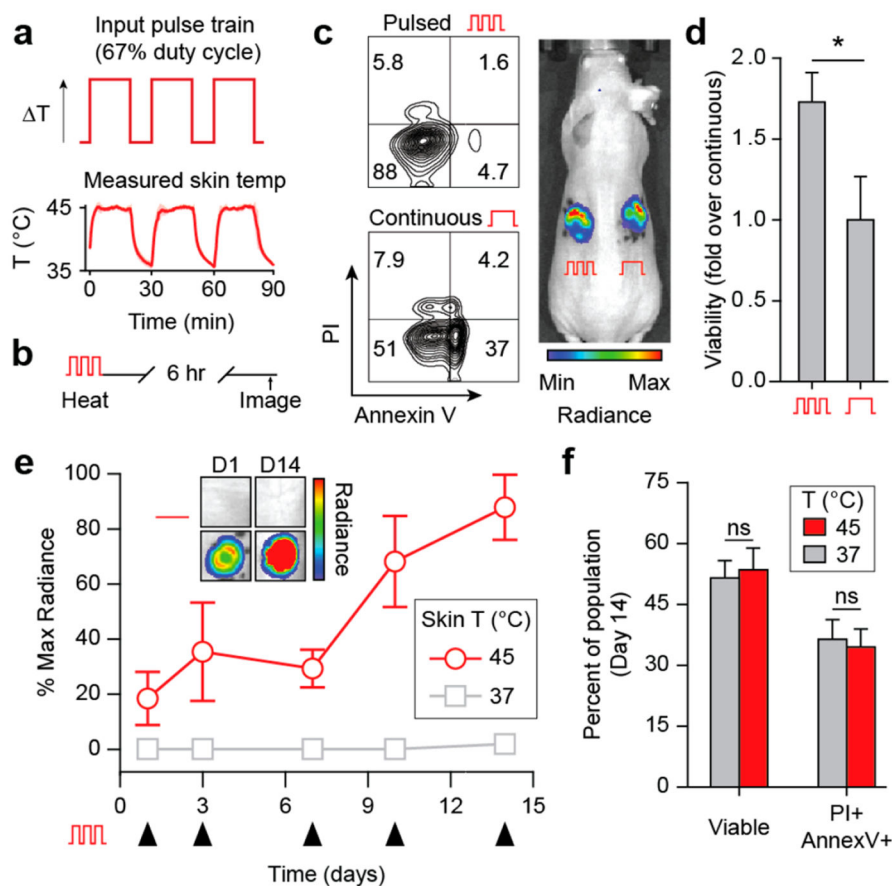 a
Input pulse train
(67% duty cycle)
ΔT
Measured skin temp
T (°C)
45
35
0 30 60 90
Time (min)
b
6 hr
Heat
Image
c
Pulsed
5.8 1.6
88 4.7
Continuous
7.9 4.2
51 37
PI
Annexin V
Min Max
Radiance
d
*
Viability (fold over continuous)
2.0
1.5
1.0
0.5
0.0
e
D1 D14
Radiance
% Max Radiance
100
80
60
40
20
0
Skin T (°C)
45
37
0 3 6 9 12 15
Time (days)
f
Percent of population
(Day 14)
75
60
45
30
15
0
T (°C)
45
37
ns
ns
Viable
PI+
AnnexV+